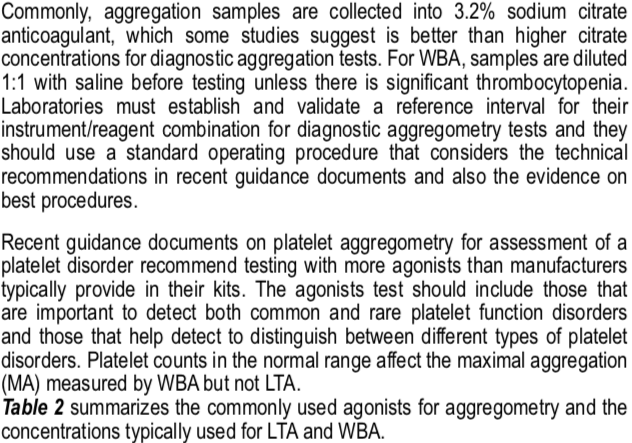 Commonly, aggregation samples are collected into 3.2% sodium citrate
anticoagulant, which some studies suggest is better than higher citrate
concentrations for diagnostic aggregation tests. For WBA, samples are diluted
1:1 with saline before testing unless there is significant thrombocytopenia.
Laboratories must establish and validate a reference interval for their
instrument/reagent combination for diagnostic aggregometry tests and they
should use a standard operating procedure that considers the technical
recommendations in recent guidance documents and also the evidence on
best procedures.
Recent guidance documents on platelet aggregometry for assessment of a
platelet disorder recommend testing with more agonists than manufacturers
typically provide in their kits. The agonists test should include those that
are important to detect both common and rare platelet function disorders
and those that help detect to distinguish between different types of platelet
disorders. Platelet counts in the normal range affect the maximal aggregation
(MA) measured by WBA but not LTA.
Table 2 summarizes the commonly used agonists for aggregometry and the
concentrations typically used for LTA and WBA.